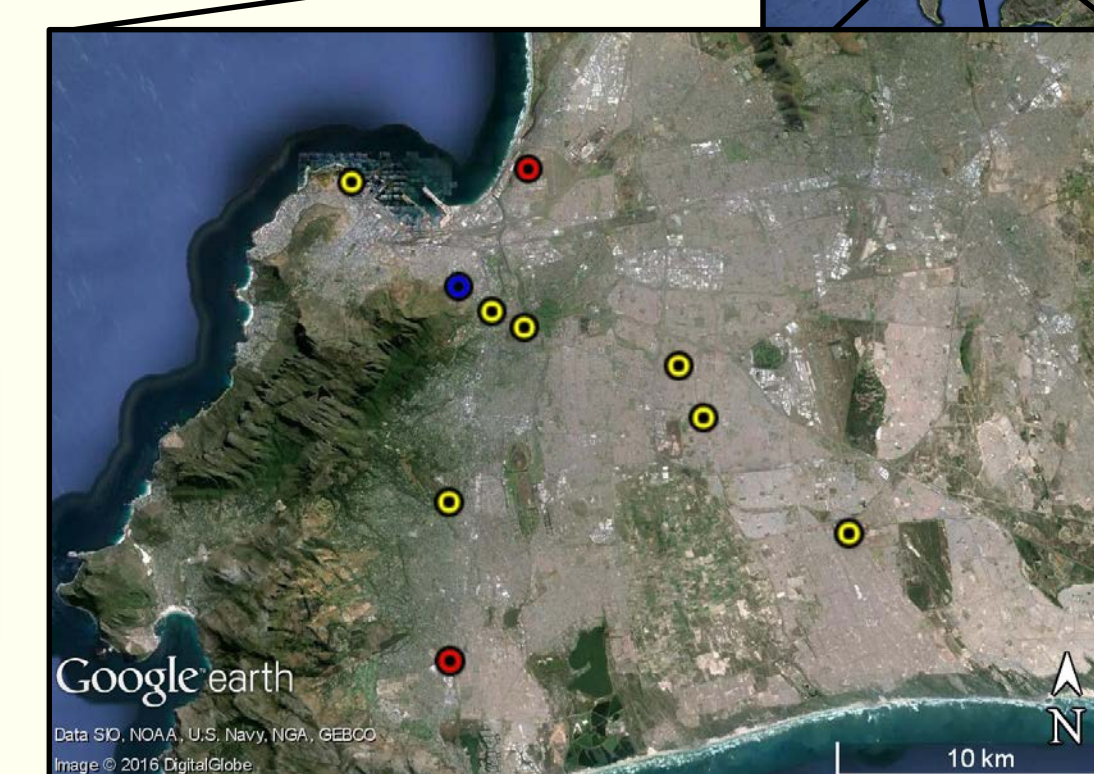 Google earth
Data SIO, NOAA, U.S. Navy, NGA, GEBCO
Image © 2016 DigitalGlobe
N
10 km